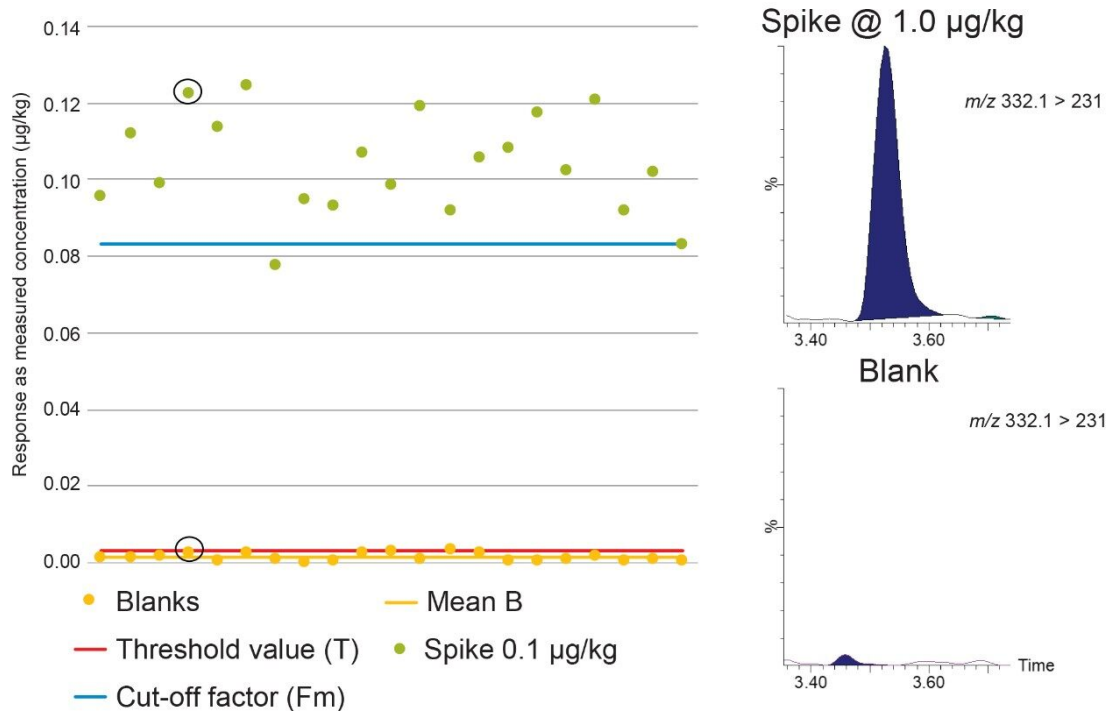 Response as measured concentration (µg/kg)
0.14
0.12
0.10
0.08
0.06
0.04
0.02
0.00
Blanks
Mean B
Threshold value (T)
Spike 0.1 µg/kg
Cut-off factor (Fm)
Spike @ 1.0 µg/kg
m/z 332.1 > 231
%
3.40 3.60
Blank
m/z 332.1 > 231
%
3.40 3.60 Time